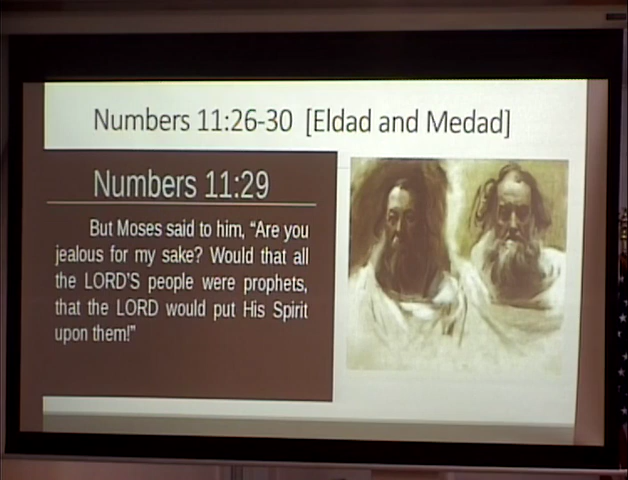 Numbers 11:26-30 [Eldad and Medad]
Numbers 11:29
But Moses said to him, “Are you
jealous for my sake? Would that all
the LORD'S people were prophets,
that the LORD would put His Spirit
upon them!”